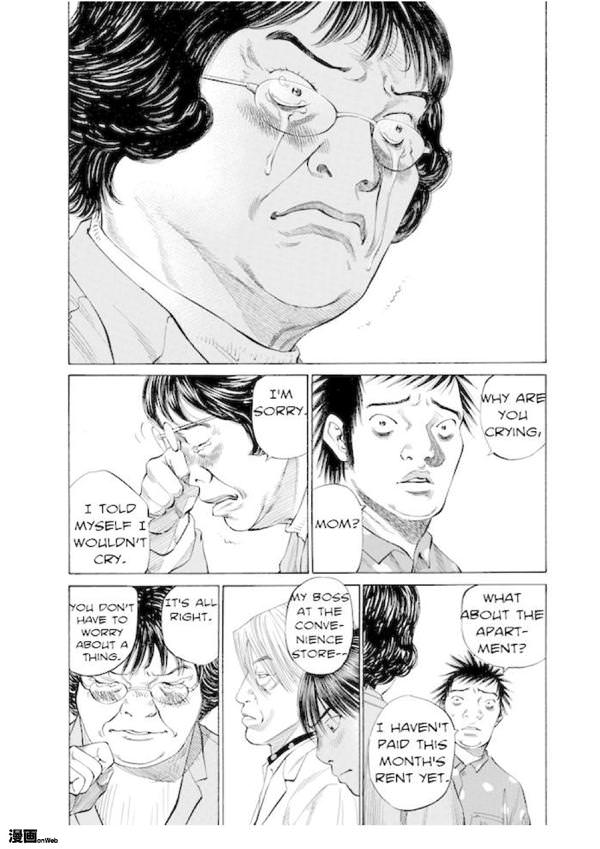 WHY ARE
YOU
CRYING,
MOM?
I'M
SORRY.
I TOLD
MYSELF I
WOULDN'T
CRY.
WHAT
ABOUT THE
APART-
MENT?
I HAVEN'T
PAID THIS
MONTH'S
RENT YET.
MY BOSS
AT THE
CONVE-
NIENCE
STORE--
IT'S ALL
RIGHT.
YOU DON'T
HAVE TO
WORRY
ABOUT A
THING.
漫画onWeb